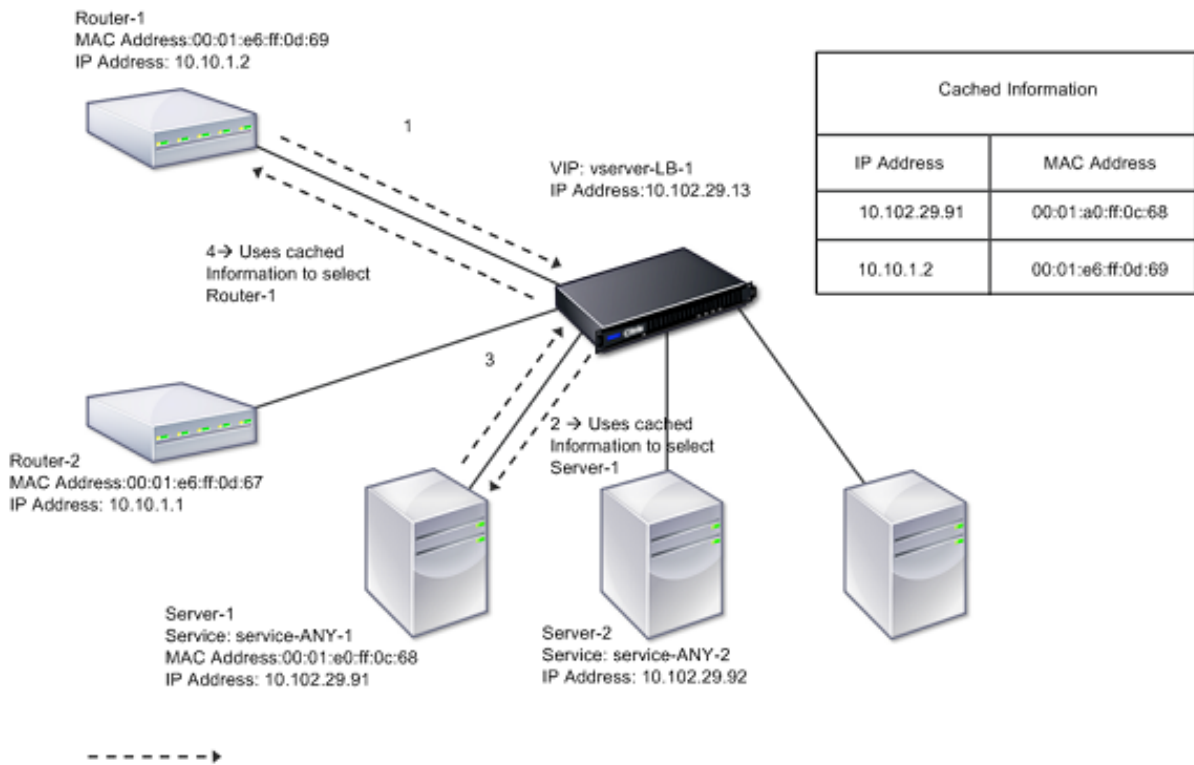 Router-1
MAC Address:00:01:e6:ff:0d:69
IP Address: 10.10.1.2
1
VIP: vserver-LB-1
IP Address:10.102.29.13
Cached Information
IP Address MAC Address
10.102.29.91 00:01:a0:ff:0c:68
10.10.1.2 00:01:e6:ff:0d:69
4→ Uses cached
Information to select
Router-1
Citrix
3
2 → Uses cached
Information to select
Server-1
Router-2
MAC Address:00:01:e6:ff:0d:67
IP Address: 10.10.1.1
Server-1
Service: service-ANY-1
MAC Address:00:01:e0:ff:0c:68
IP Address: 10.102.29.91
Server-2
Service: service-ANY-2
IP Address: 10.102.29.92